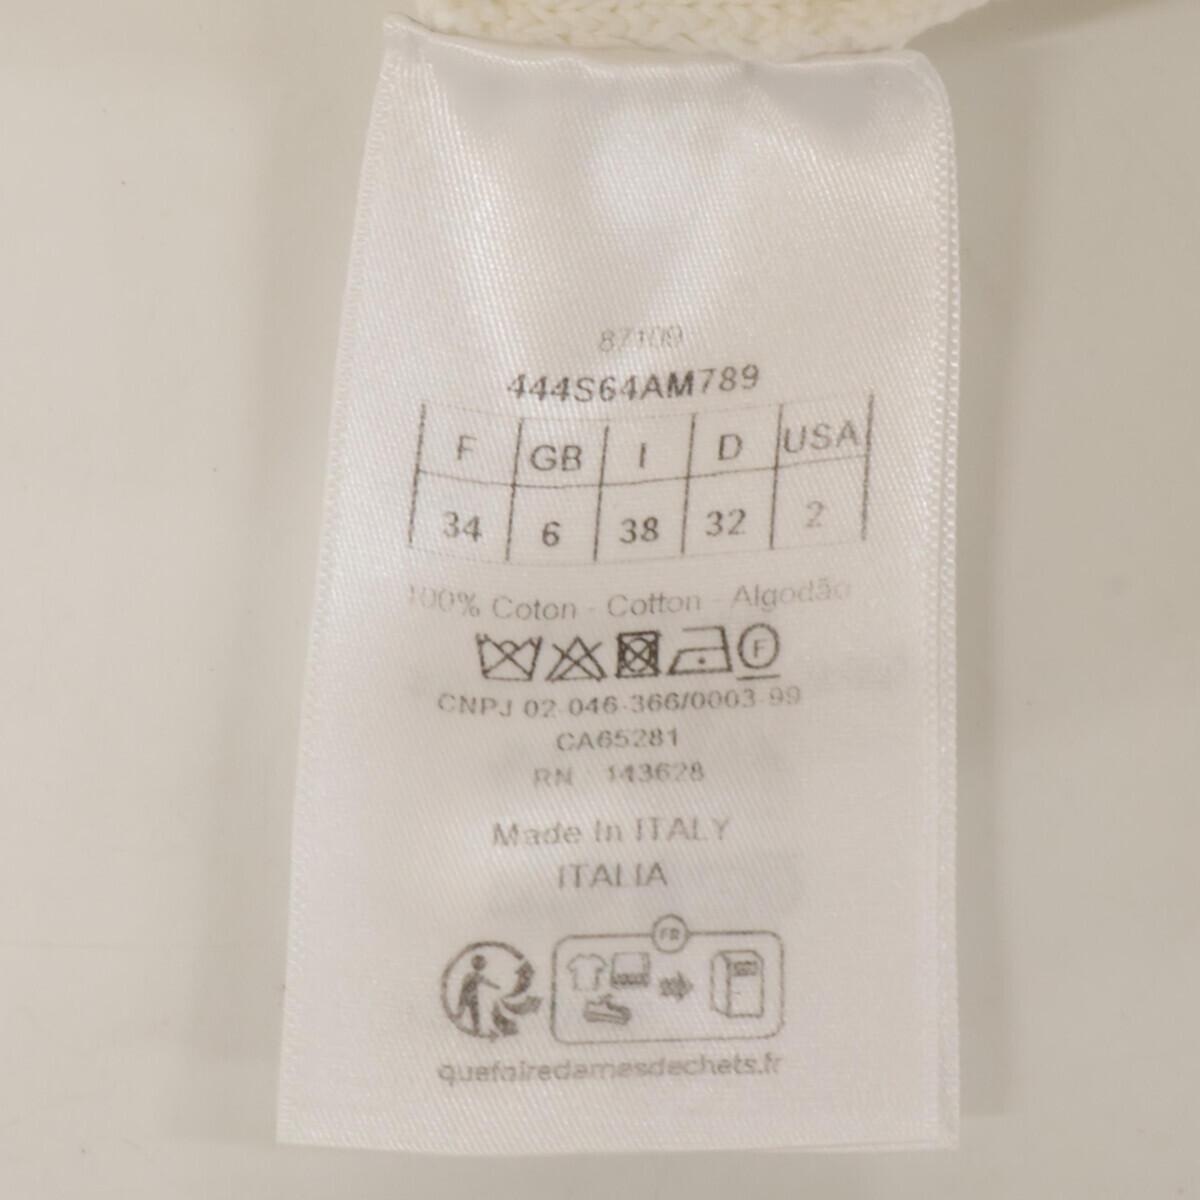 87109
444S64AM789
F GB I D USA
34 6 38 32 2
100% Coton - Cotton - Algodão
F
CNPJ 02-046-366/0003-99
CA65281
RN 143628
Made In ITALY
ITALIA
FR
quefairedemesdechets.fr